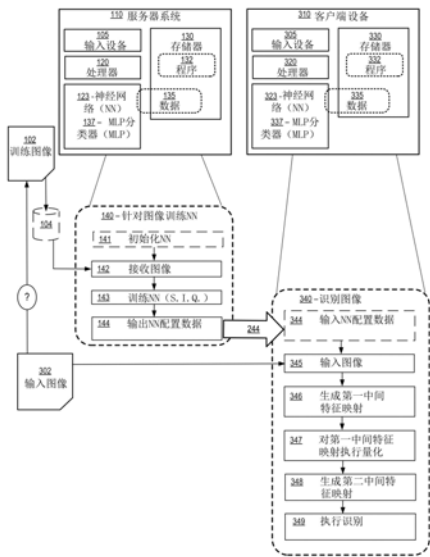 110 服务器系统
105
输入设备
120
处理器
123-神经网
络(NN)
137- MLP分
类器(MLP)
130
存储器
132
程序
135
数据
310 客户端设备
305
输入设备
320
处理器
323-神经网
络(NN)
337- MLP分
类器(MLP)
330
存储器
332
程序
335
数据
102
训练图像
104
?
302
输入图像
140-针对图像训练NN
141 初始化NN
142 接收图像
143 训练NN(S.I.Q.)
144 输出NN配置数据
244
340-识别图像
344 输入NN配置数据
345 输入图像
346 生成第一中间
特征映射
347 对第一中间特征
映射执行量化
348 生成第二中间特
征映射
349 执行识别